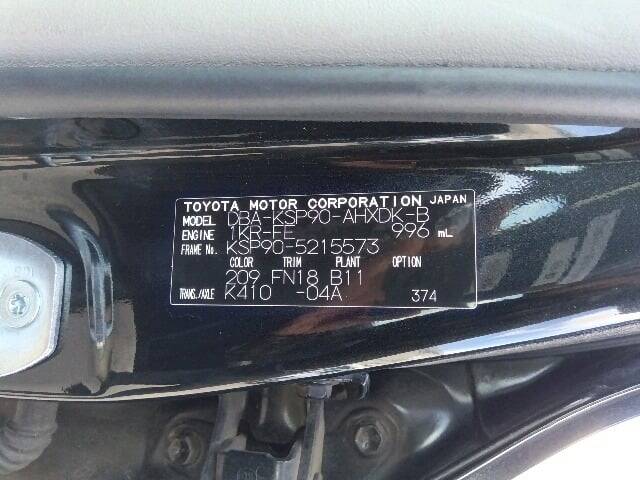 TOYOTA MOTOR CORPORATION JAPAN
MODEL DBA-KSP90-AHXDK-B
ENGINE 1KR-FE 996 mL
FRAME No. KSP90-5215573
COLOR TRIM PLANT OPTION
209 FN18 B11
TRANS./AXLE K410 -04A 374